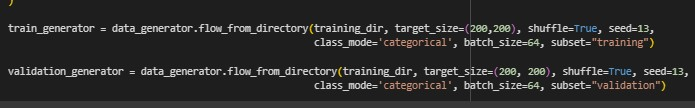 )
train_generator = data_generator.flow_from_directory(training_dir, target_size=(200,200), shuffle=True, seed=13,
class_mode='categorical', batch_size=64, subset="training")
validation_generator = data_generator.flow_from_directory(training_dir, target_size=(200, 200), shuffle=True, seed=13,
class_mode='categorical', batch_size=64, subset="validation")